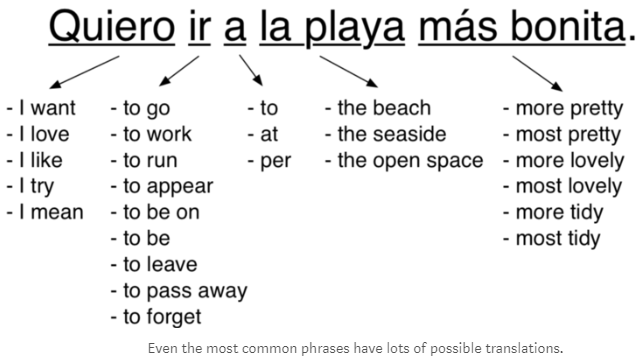 Quiero ir a la playa más bonita.
- I want
- I love
- I like
- I try
- I mean
- to go
- to work
- to run
- to appear
- to be on
- to be
- to leave
- to pass away
- to forget
- to
- at
- per
- the beach
- the seaside
- the open space
- more pretty
- most pretty
- more lovely
- most lovely
- more tidy
- most tidy
Even the most common phrases have lots of possible translations.